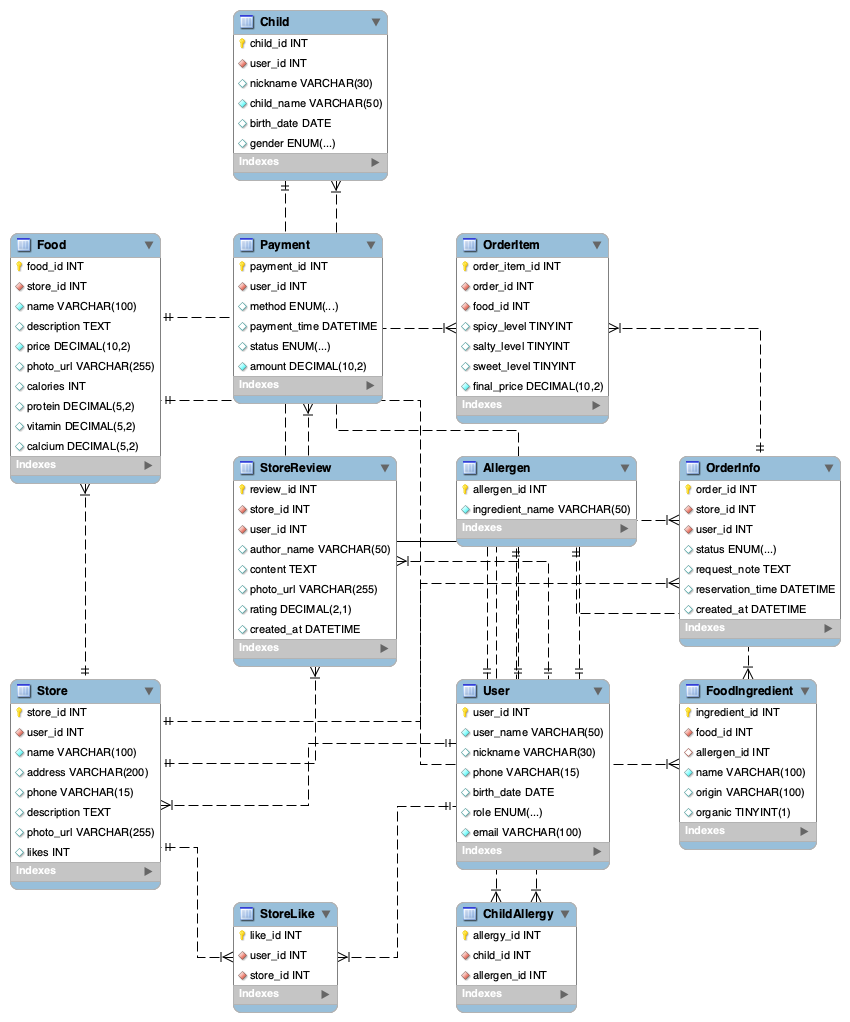 Child
child_id INT
user_id INT
nickname VARCHAR(30)
child_name VARCHAR(50)
birth_date DATE
gender ENUM(...)
Indexes
Food
food_id INT
store_id INT
name VARCHAR(100)
description TEXT
price DECIMAL(10,2)
photo_url VARCHAR(255)
calories INT
protein DECIMAL(5,2)
vitamin DECIMAL(5,2)
calcium DECIMAL(5,2)
Indexes
Payment
payment_id INT
user_id INT
method ENUM(...)
payment_time DATETIME
status ENUM(...)
amount DECIMAL(10,2)
Indexes
OrderItem
order_item_id INT
order_id INT
food_id INT
spicy_level TINYINT
salty_level TINYINT
sweet_level TINYINT
final_price DECIMAL(10,2)
Indexes
StoreReview
review_id INT
store_id INT
user_id INT
author_name VARCHAR(50)
content TEXT
photo_url VARCHAR(255)
rating DECIMAL(2,1)
created_at DATETIME
Indexes
Allergen
allergen_id INT
ingredient_name VARCHAR(50)
Indexes
OrderInfo
order_id INT
store_id INT
user_id INT
status ENUM(...)
request_note TEXT
reservation_time DATETIME
created_at DATETIME
Indexes
Store
store_id INT
user_id INT
name VARCHAR(100)
address VARCHAR(200)
phone VARCHAR(15)
description TEXT
photo_url VARCHAR(255)
likes INT
Indexes
User
user_id INT
user_name VARCHAR(50)
nickname VARCHAR(30)
phone VARCHAR(15)
birth_date DATE
role ENUM(...)
email VARCHAR(100)
Indexes
FoodIngredient
ingredient_id INT
food_id INT
allergen_id INT
name VARCHAR(100)
origin VARCHAR(100)
organic TINYINT(1)
Indexes
StoreLike
like_id INT
user_id INT
store_id INT
Indexes
ChildAllergy
allergy_id INT
child_id INT
allergen_id INT
Indexes